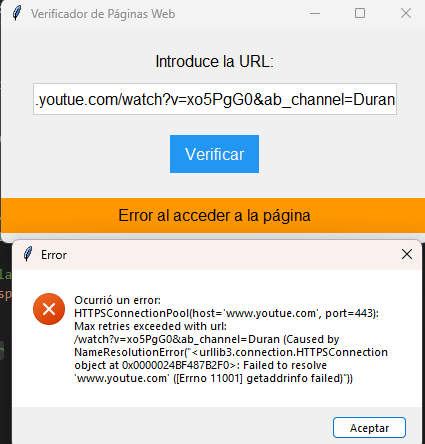 Verificador de Páginas Web
Introduce la URL:
.youtue.com/watch?v=xo5PgG0&ab_channel=Duran
Verificar
Error al acceder a la página
Error
Ocurrió un error:
HTTPSConnectionPool(host='www.youtue.com', port=443):
Max retries exceeded with url:
/watch?v=xo5PgG0&ab_channel=Duran (Caused by
NameResolutionError("<urllib3.connection.HTTPSConnection
object at 0x0000024BF487B2F0>: Failed to resolve
'www.youtue.com' ([Errno 11001] getaddrinfo failed)"))
Aceptar